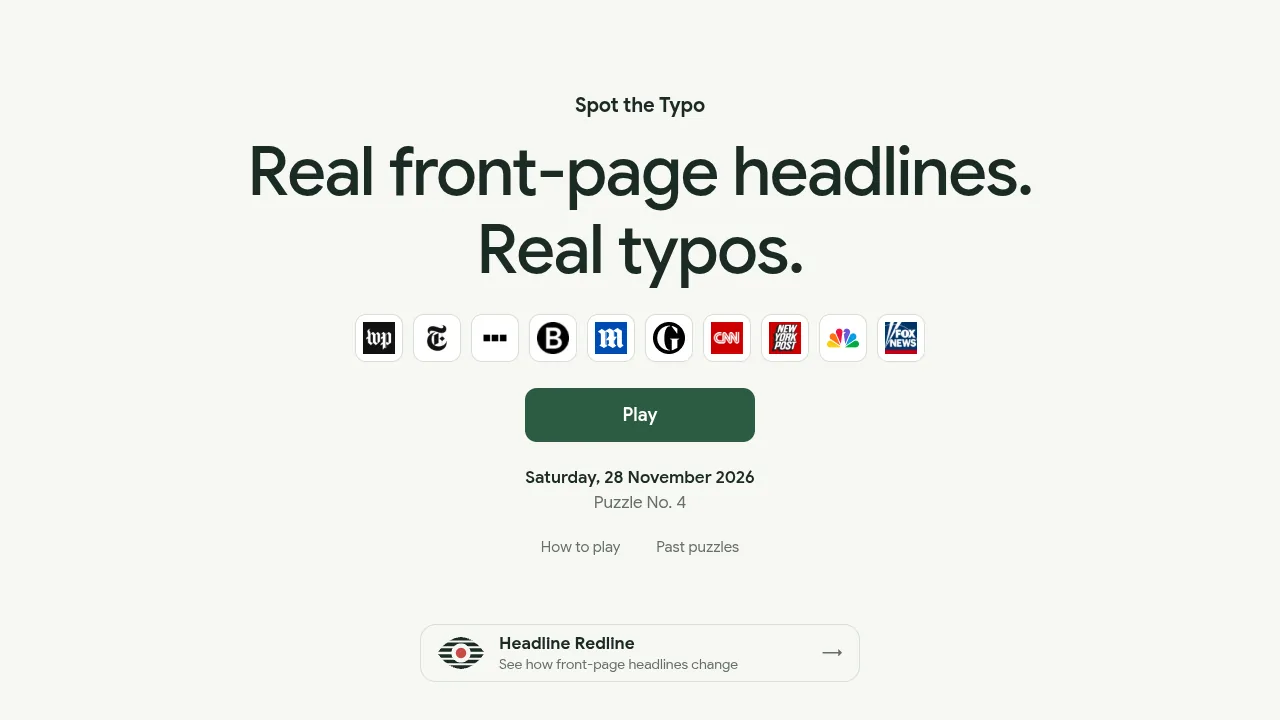 Spot the Typo
Real front-page headlines.
Real typos.
wp T B m G CNN NEW YORK POST FOX NEWS
Play
Saturday, 28 November 2026
Puzzle No. 4
How to play Past puzzles
Headline Redline
See how front-page headlines change